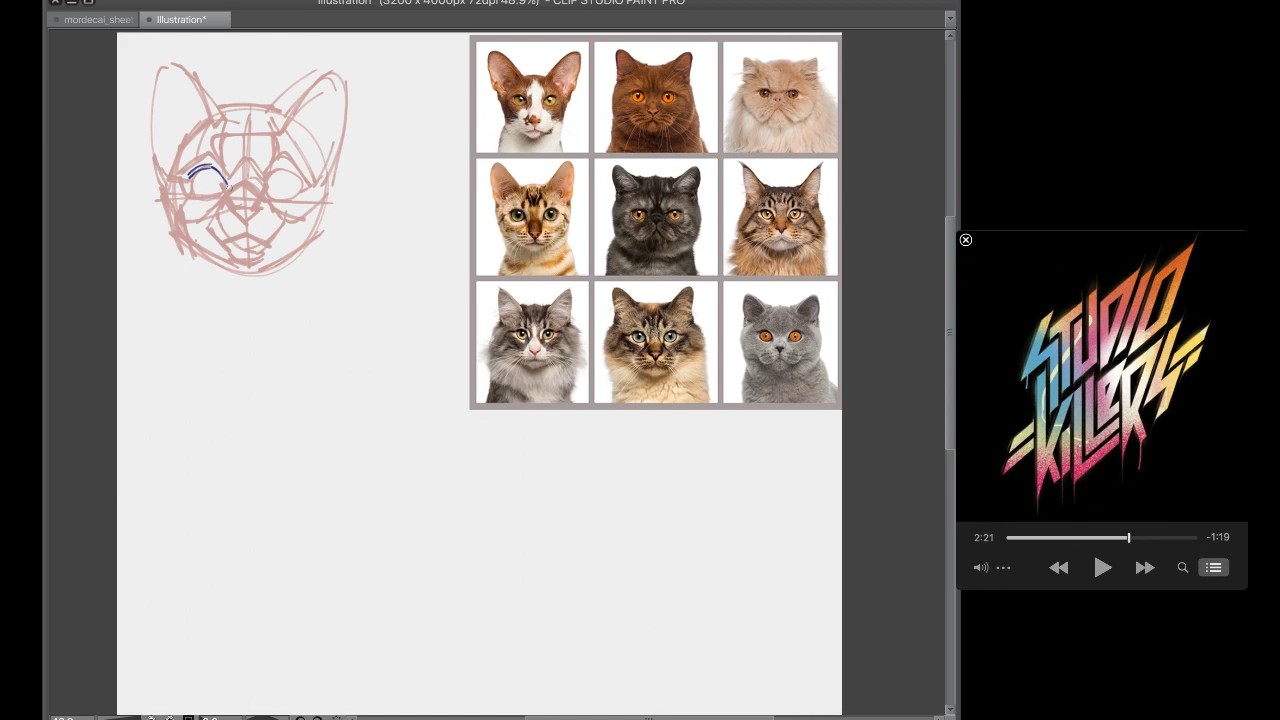 Illustration* (3200 x 4000px 72dpi 48.9%) - CLIP STUDIO PAINT PRO
mordecai_sheet
Illustration*
STUDIO
KILLERS
2:21
-1:19